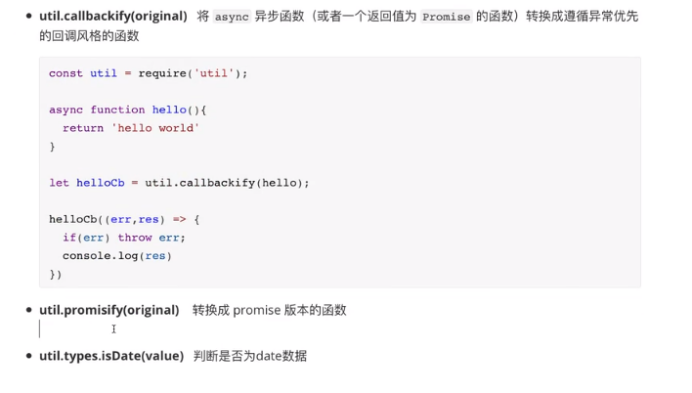 util.callbackify(original) 将 async 异步函数（或者一个返回值为 Promise 的函数）转换成遵循异常优先
的回调风格的函数
const util = require('util');
async function hello(){
return 'hello world'
}
let helloCb = util.callbackify(hello);
helloCb((err,res) => {
if(err) throw err;
console.log(res)
})
util.promisify(original) 转换成 promise 版本的函数
util.types.isDate(value) 判断是否为date数据